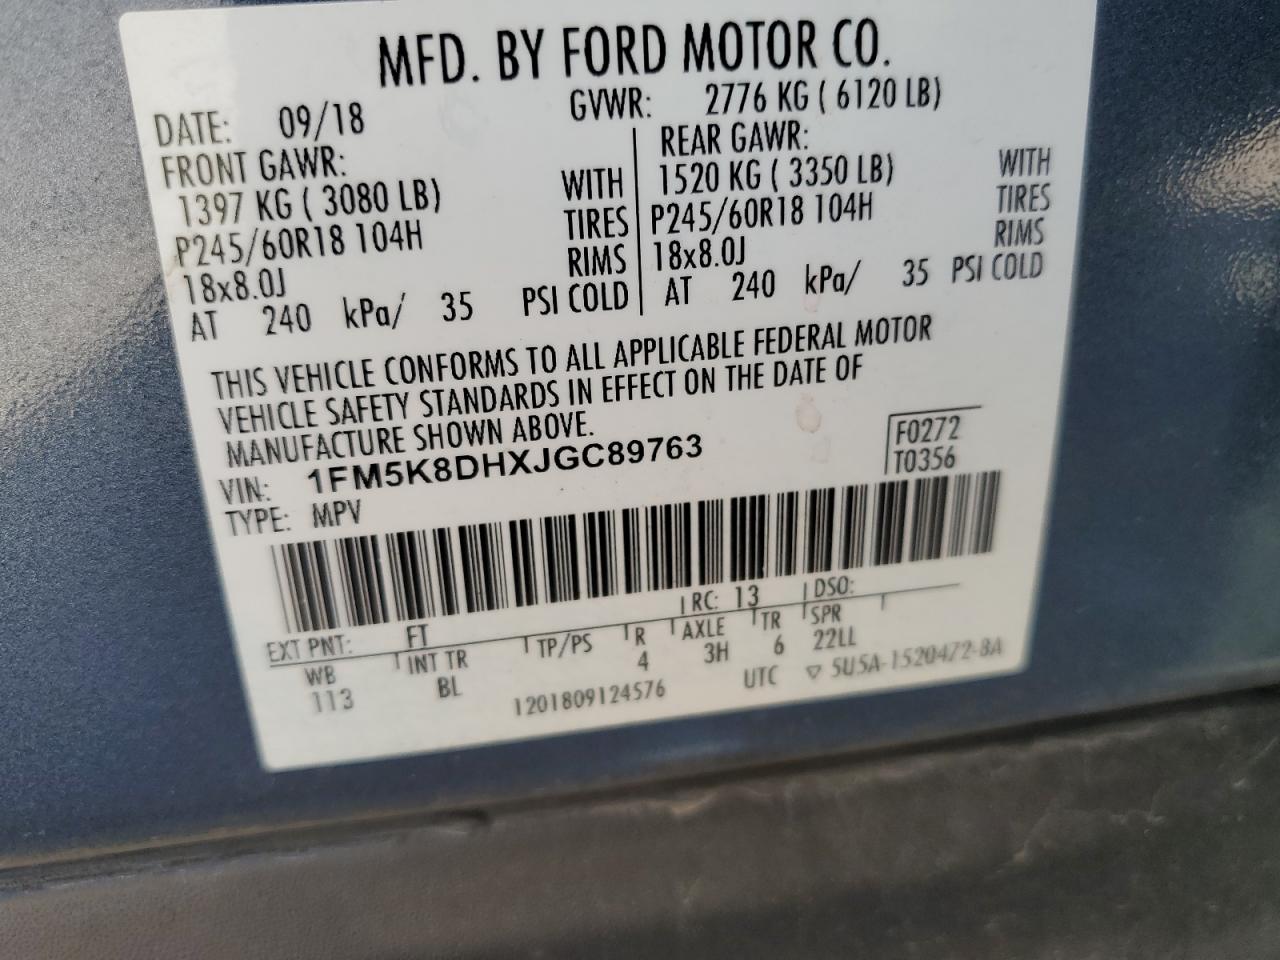 MFD. BY FORD MOTOR CO.
DATE: 09/18 GVWR: 2776 KG ( 6120 LB)
FRONT GAWR:
1397 KG ( 3080 LB) WITH
P245/60R18 104H TIRES
18x8.0J RIMS
AT 240 kPa/ 35 PSI COLD
REAR GAWR:
1520 KG ( 3350 LB) WITH
P245/60R18 104H TIRES
18x8.0J RIMS
AT 240 kPa/ 35 PSI COLD
THIS VEHICLE CONFORMS TO ALL APPLICABLE FEDERAL MOTOR
VEHICLE SAFETY STANDARDS IN EFFECT ON THE DATE OF
MANUFACTURE SHOWN ABOVE.
VIN: 1FM5K8DHXJGC89763
TYPE: MPV
F0272
T0356
EXT PNT: FT RC: 13 DSO:
WB INT TR TP/PS R AXLE TR SPR
113 BL 4 3H 6 22LL
1201809124576 UTC ▽ 5U5A-1520472-BA